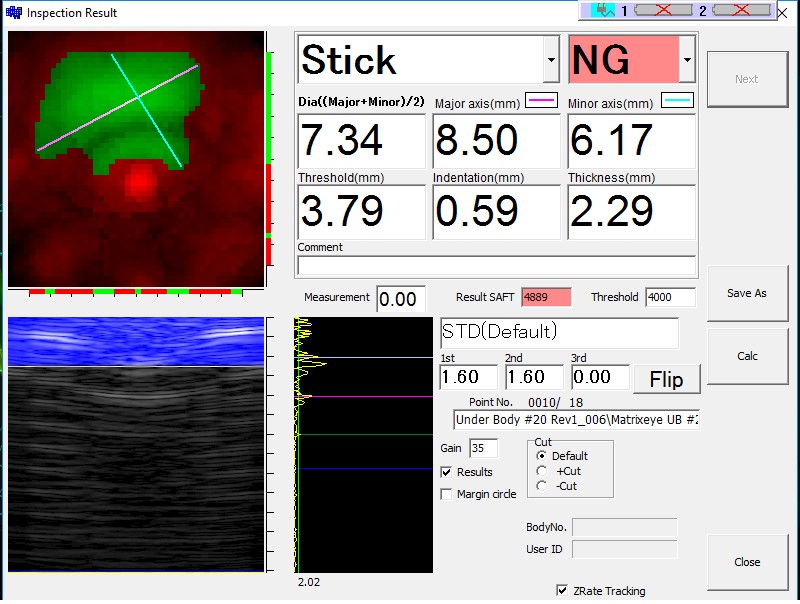 Inspection Result
1 2
Stick NG
Next
Dia((Major+Minor)/2) Major axis(mm) Minor axis(mm)
7.34 8.50 6.17
Threshold(mm) Indentation(mm) Thickness(mm)
3.79 0.59 2.29
Comment
Measurement 0.00 Result SAFT 4889 Threshold 4000
Save As
STD(Default)
Calc
1st 2nd 3rd
1.60 1.60 0.00 Flip
Point No. 0010/ 18
Under Body #20 Rev1_006\Matrixeye UB #2
Gain 35
Cut
Default
+Cut
-Cut
Results
Margin circle
BodyNo.
User ID
Close
2.02
ZRate Tracking